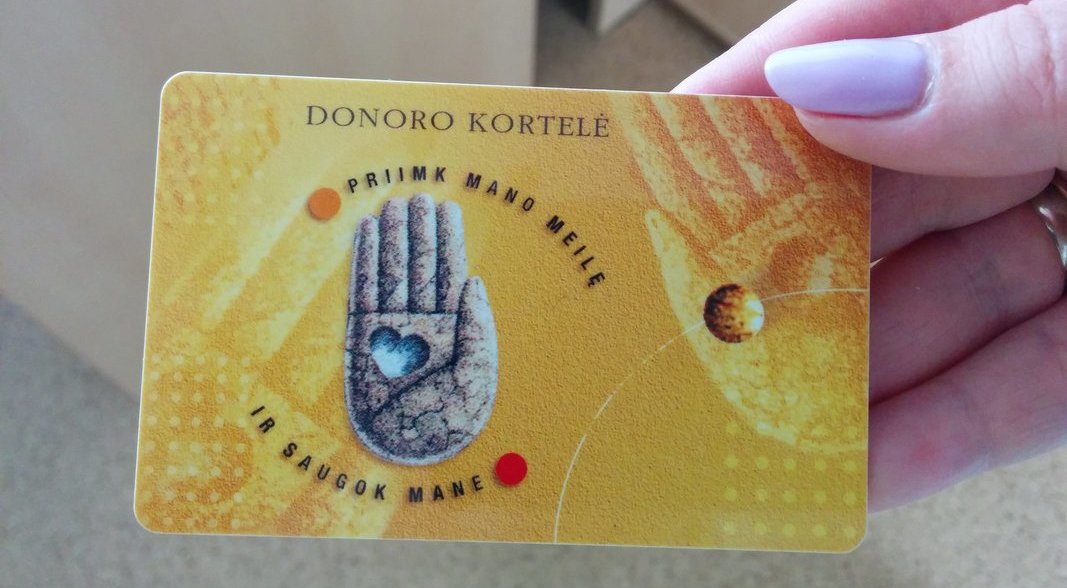 DONORO KORTELĖ
PRIIMK MANO MEILĘ
IR SAUGOK MANE